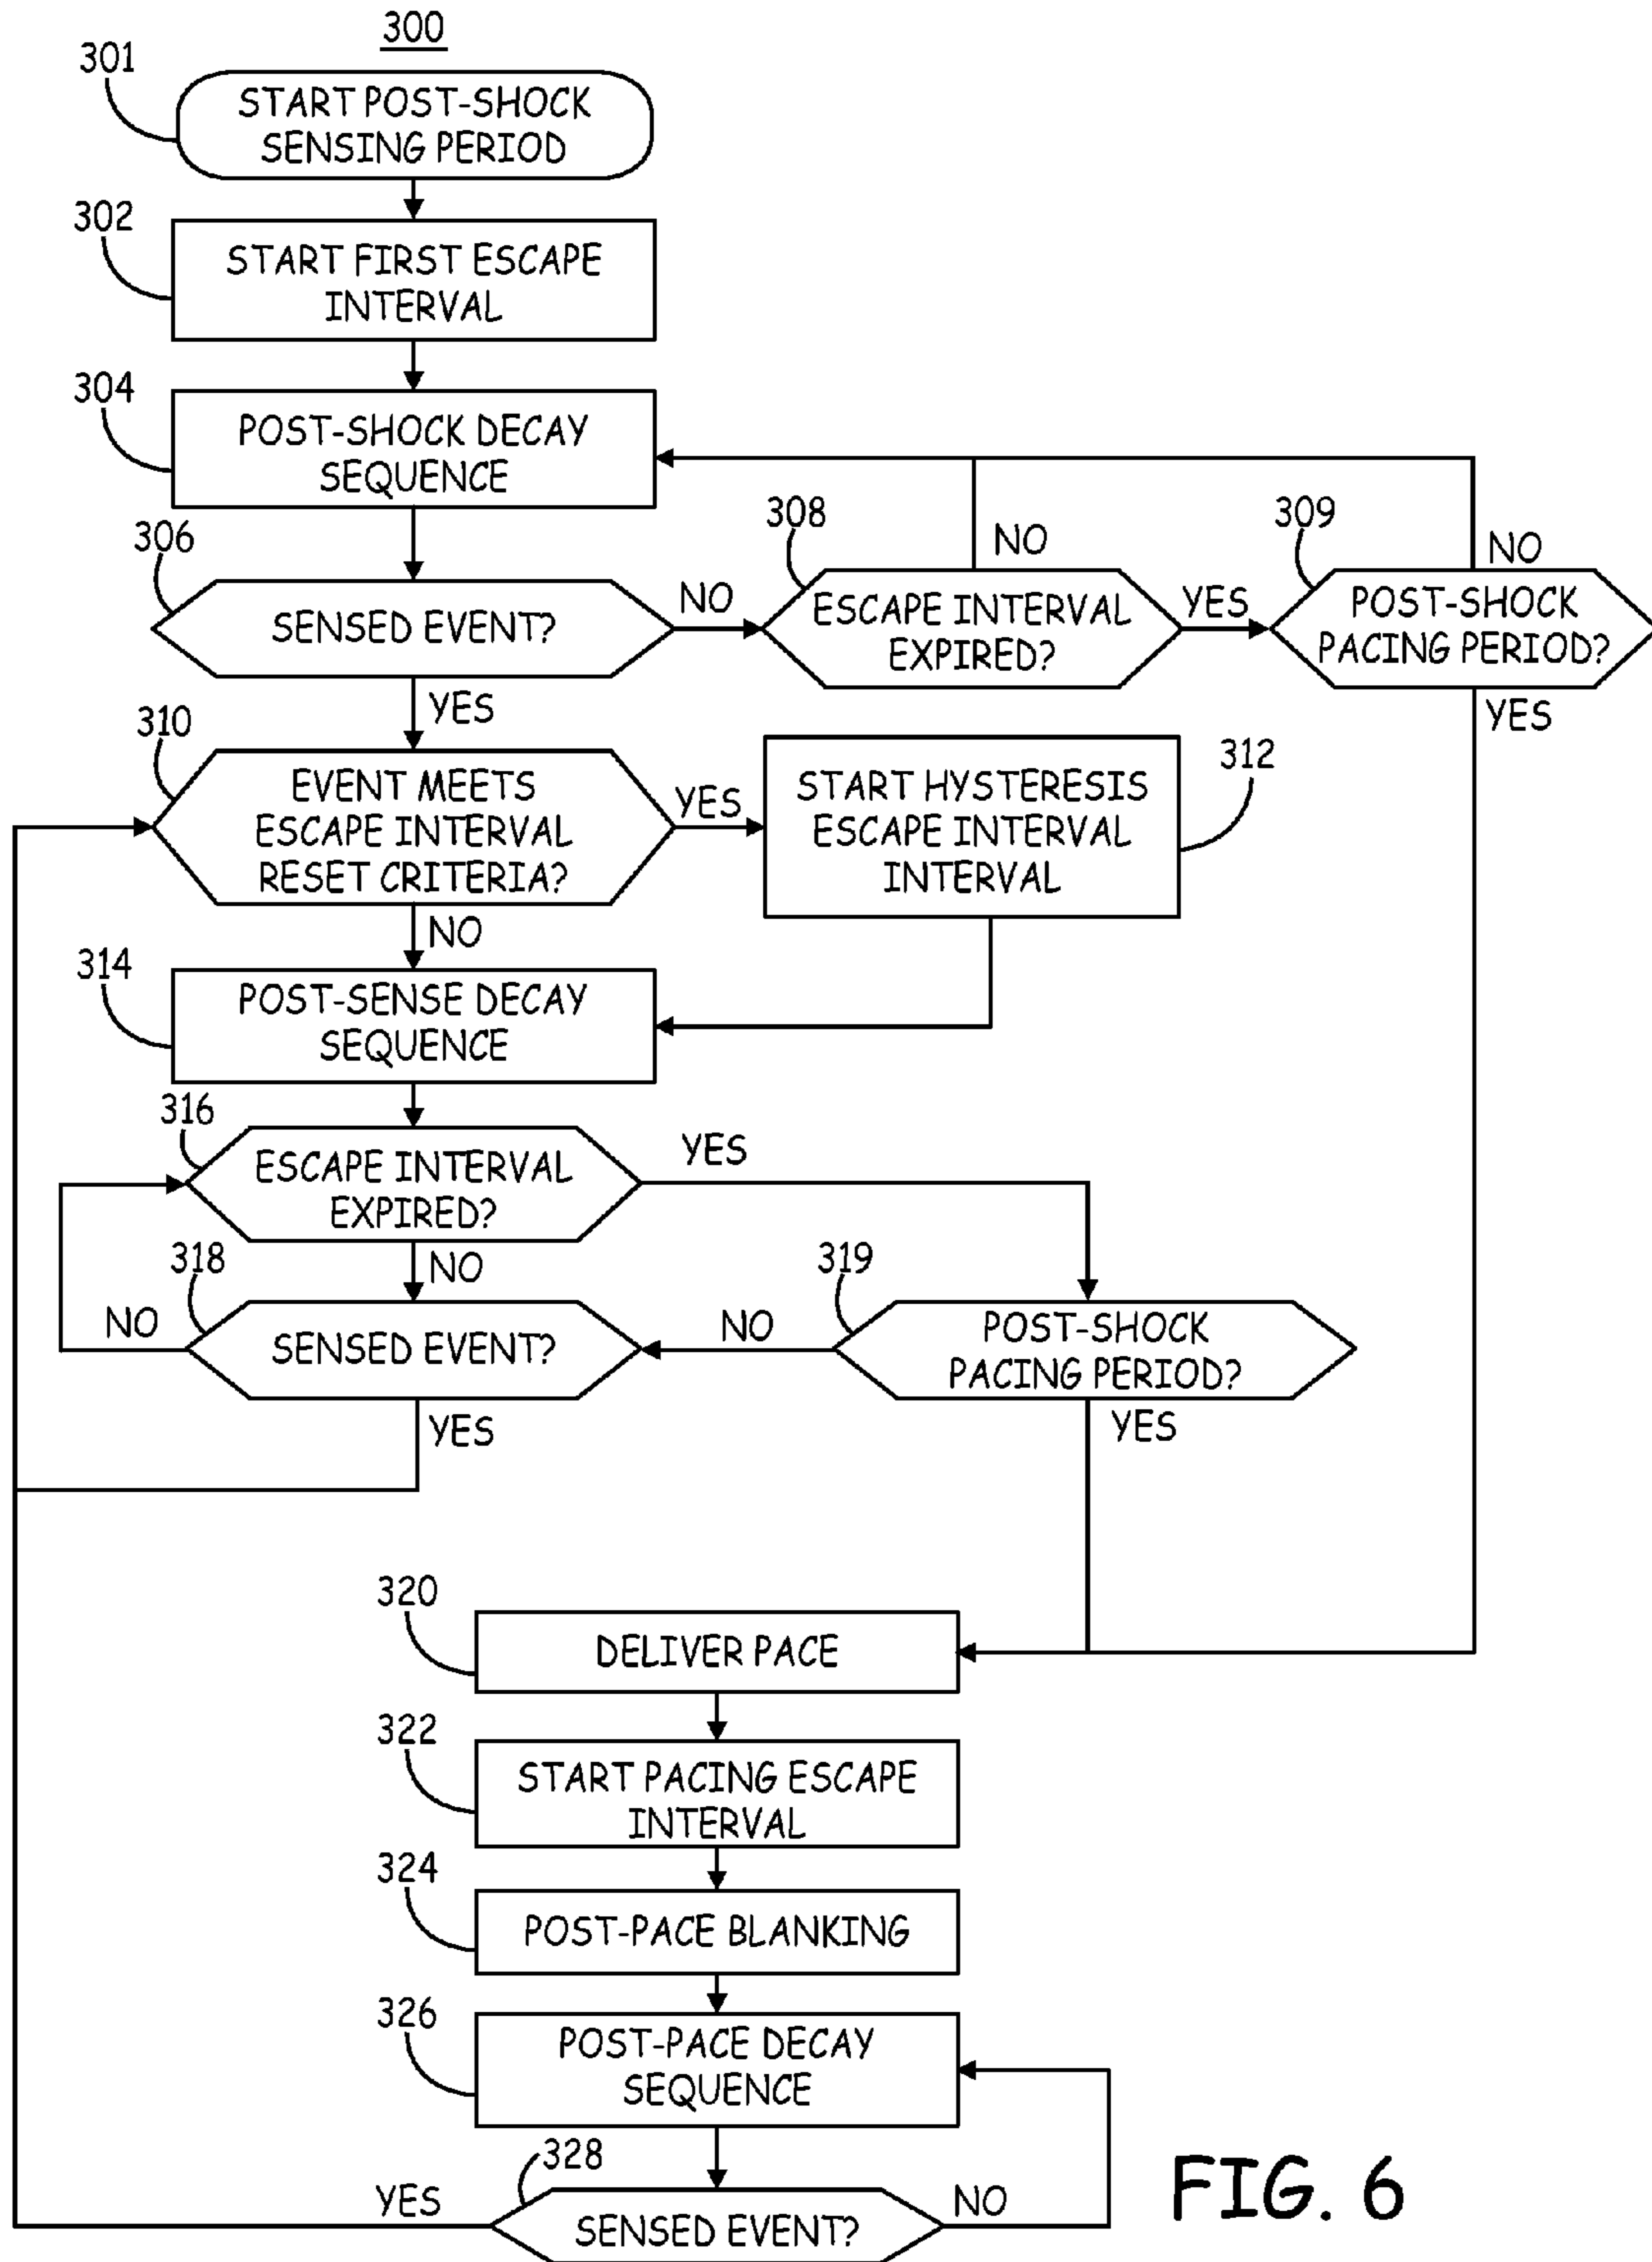 300
301
START POST-SHOCK
SENSING PERIOD
302
START FIRST ESCAPE
INTERVAL
304
POST-SHOCK DECAY
SEQUENCE
306
SENSED EVENT?
NO
308
ESCAPE INTERVAL
EXPIRED?
NO
YES
309
POST-SHOCK
PACING PERIOD?
NO
YES
YES
310
EVENT MEETS
ESCAPE INTERVAL
RESET CRITERIA?
YES
312
START HYSTERESIS
ESCAPE INTERVAL
INTERVAL
NO
314
POST-SENSE DECAY
SEQUENCE
316
ESCAPE INTERVAL
EXPIRED?
YES
NO
318
SENSED EVENT?
NO
YES
319
POST-SHOCK
PACING PERIOD?
NO
YES
320
DELIVER PACE
322
START PACING ESCAPE
INTERVAL
324
POST-PACE BLANKING
326
POST-PACE DECAY
SEQUENCE
328
SENSED EVENT?
YES
NO
FIG. 6